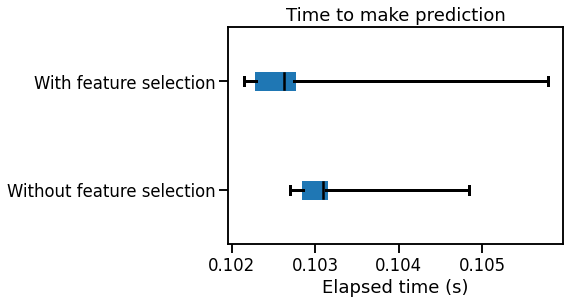 Time to make prediction
With feature selection
Without feature selection
0.102 0.103 0.104 0.105
Elapsed time (s)